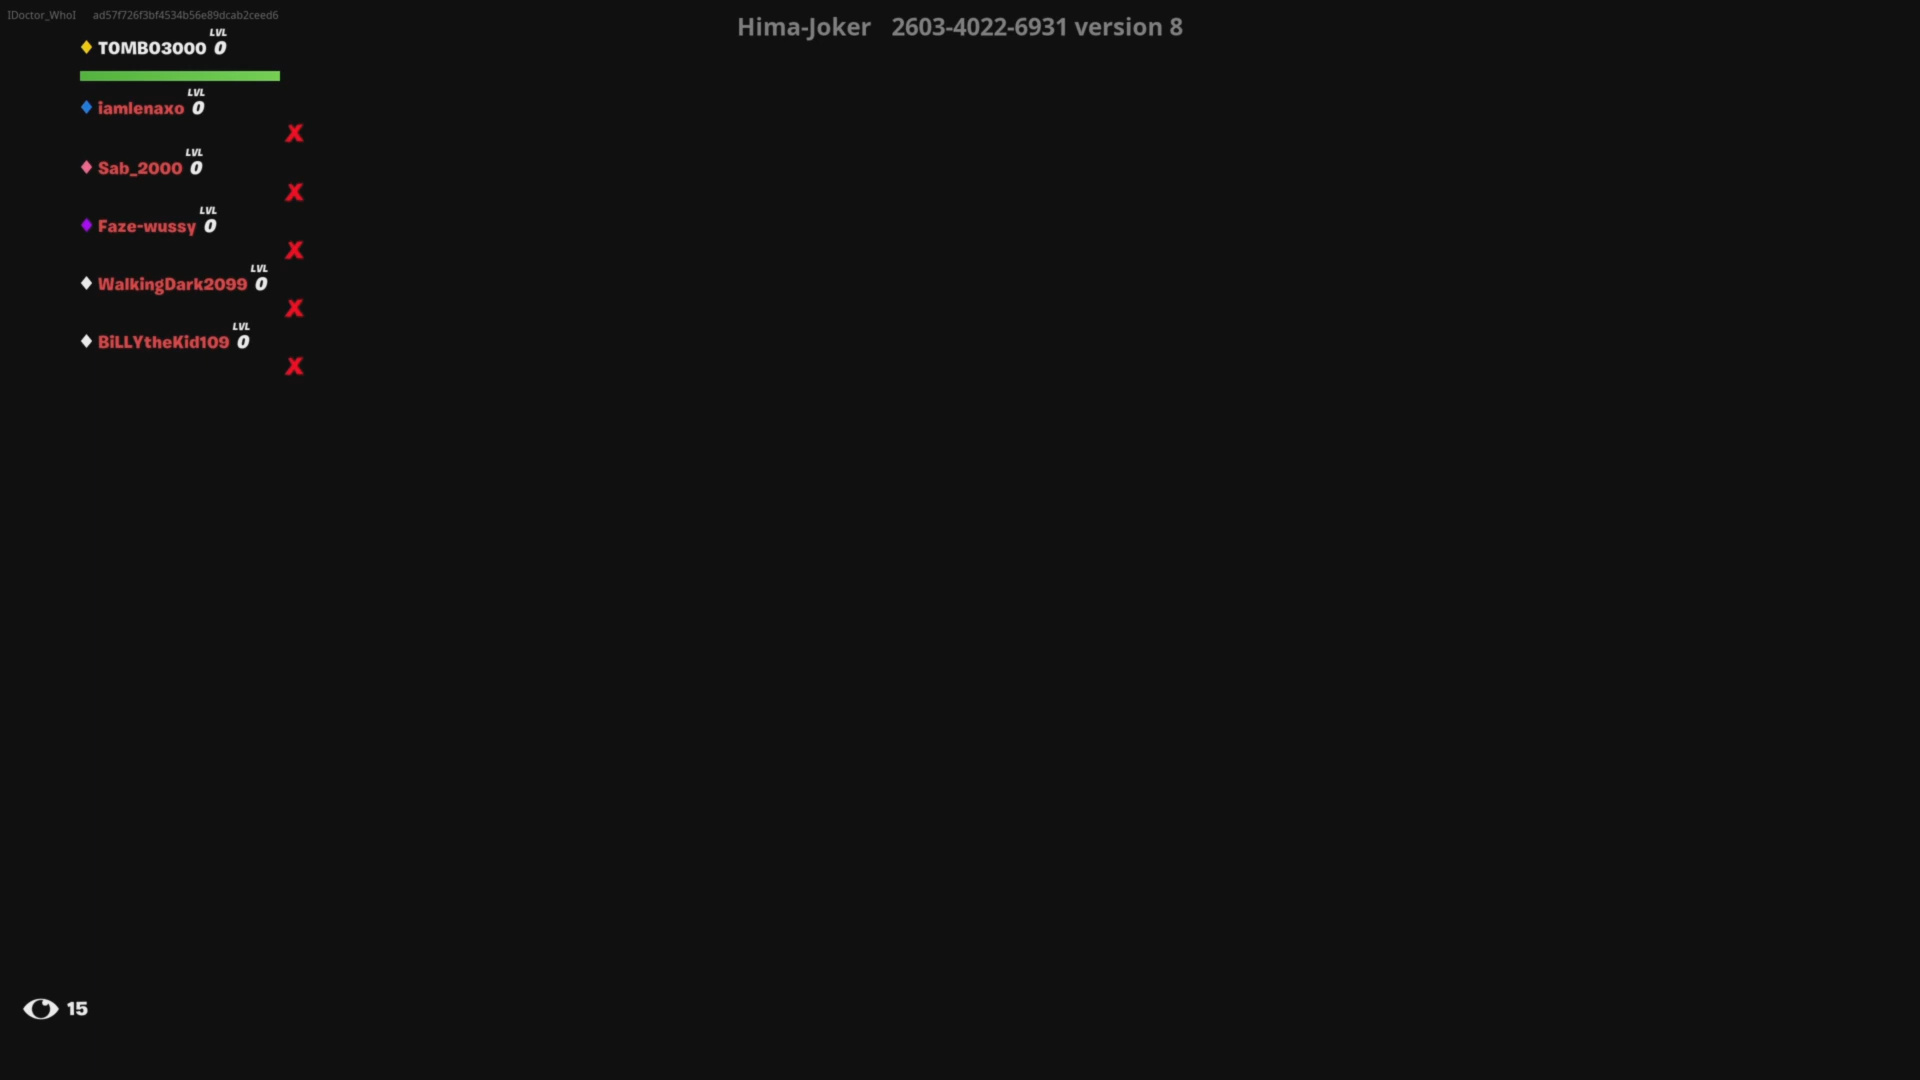 IDoctor_WhoI ad57f726f3bf4534b56e89dcab2ceed6
Hima-Joker 2603-4022-6931 version 8
LVL
TOMBO3000 0
LVL
iamlenaxo 0
X
LVL
Sab_2000 0
X
LVL
Faze-wussy 0
X
LVL
WalkingDark2099 0
X
LVL
BiLLYtheKid109 0
X
15